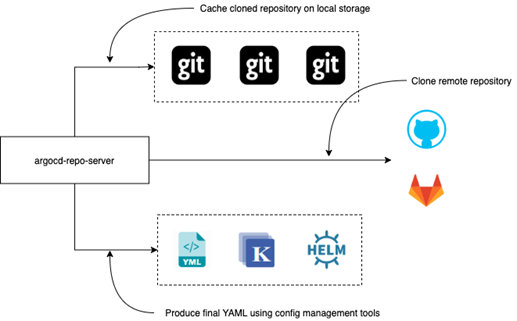 Cache cloned repository on local storage
git git git
Clone remote repository
argocd-repo-server
</> YML K HELM
Produce final YAML using config management tools